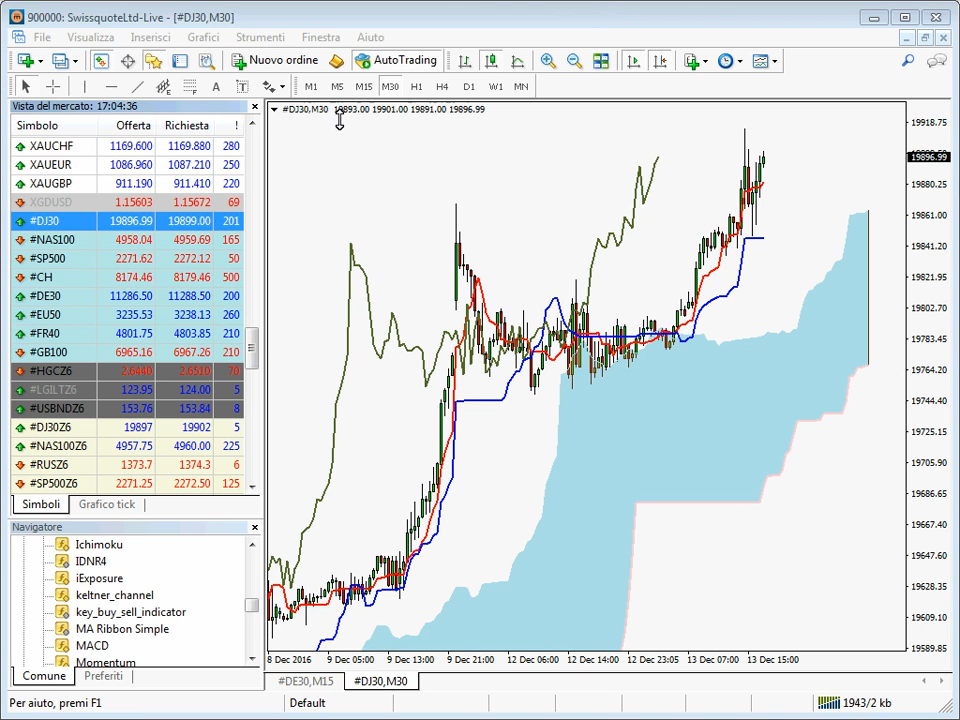 900000: SwissquoteLtd-Live - [#DJ30,M30]
File Visualizza Inserisci Grafici Strumenti Finestra Aiuto
Nuovo ordine AutoTrading
A T M1 M5 M15 M30 H1 H4 D1 W1 MN
Vista del mercato: 17:04:36
Simbolo Offerta Richiesta !
XAUCHF 1169.600 1169.880 280
XAUEUR 1086.960 1087.210 250
XAUGBP 911.190 911.410 220
XGDUSD 1.15603 1.15672 69
#DJ30 19896.99 19899.00 201
#NAS100 4958.04 4959.69 165
#SP500 2271.62 2272.12 50
#CH 8174.46 8179.46 500
#DE30 11286.50 11288.50 200
#EU50 3235.53 3238.13 260
#FR40 4801.75 4803.85 210
#GB100 6965.16 6967.26 210
#HGCZ6 2.6440 2.6510 70
#LGILTZ6 123.95 124.00 5
#USBNDZ6 153.76 153.84 8
#DJ30Z6 19897 19902 5
#NAS100Z6 4957.75 4960.00 225
#RUSZ6 1373.7 1374.3 6
#SP500Z6 2271.25 2272.50 125
Simboli Grafico tick
Navigatore
Ichimoku
IDNR4
iExposure
keltner_channel
key_buy_sell_indicator
MA Ribbon Simple
MACD
Momentum
Comune Preferiti
#DJ30,M30 19893.00 19901.00 19891.00 19896.99
19918.75
19896.99
19880.25
19861.00
19841.20
19821.95
19802.70
19783.45
19764.20
19744.40
19725.15
19705.90
19686.65
19667.40
19647.60
19628.35
19609.10
19589.85
8 Dec 2016 9 Dec 05:00 9 Dec 13:00 9 Dec 21:00 12 Dec 06:00 12 Dec 14:00 12 Dec 23:05 13 Dec 07:00 13 Dec 15:00
#DE30,M15 #DJ30,M30
Per aiuto, premi F1 Default 1943/2 kb